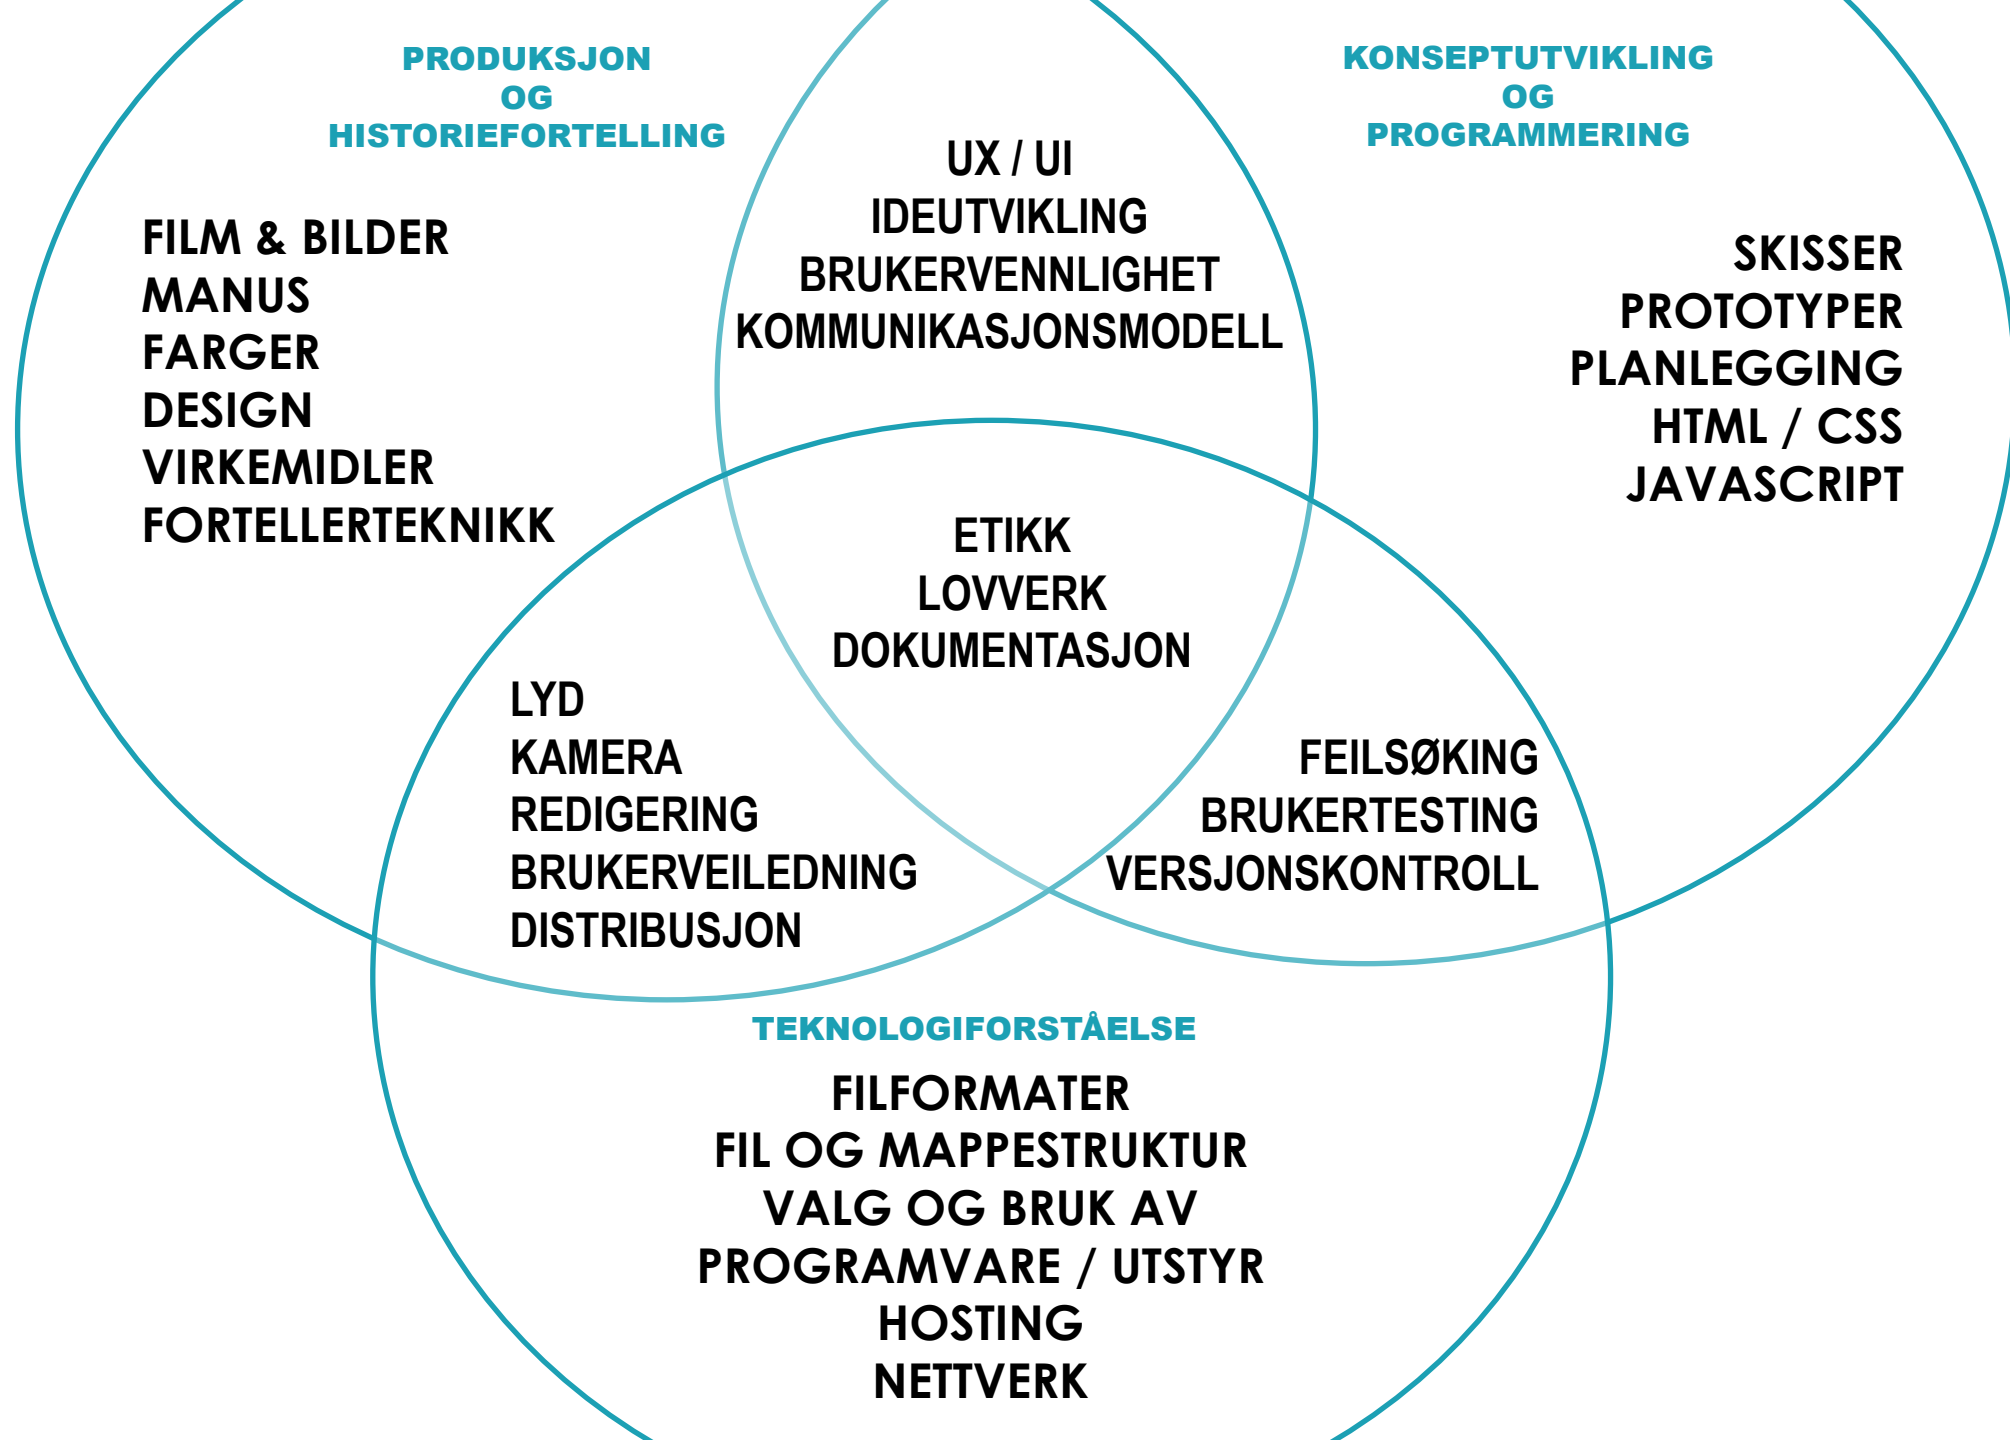 PRODUKSJON
OG
HISTORIEFORTELLING
FILM & BILDER
MANUS
FARGER
DESIGN
VIRKEMIDLER
FORTELLERTEKNIKK
UX / UI
IDEUTVIKLING
BRUKERVENNLIGHET
KOMMUNIKASJONSMODELL
KONSEPTUTVIKLING
OG
PROGRAMMERING
SKISSER
PROTOTYPER
PLANLEGGING
HTML / CSS
JAVASCRIPT
ETIKK
LOVVERK
DOKUMENTASJON
LYD
KAMERA
REDIGERING
BRUKERVEILEDNING
DISTRIBUSJON
FEILSØKING
BRUKERTESTING
VERSJONSKONTROLL
TEKNOLOGIFORSTÅELSE
FILFORMATER
FIL OG MAPPESTRUKTUR
VALG OG BRUK AV
PROGRAMVARE / UTSTYR
HOSTING
NETTVERK